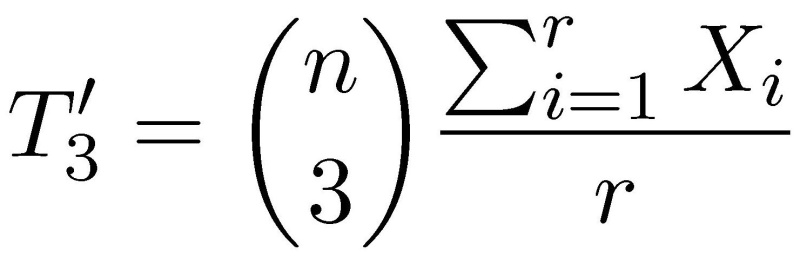 T'_3 = \binom{n}{3} \frac{\sum_{i=1}^{r} X_i}{r}